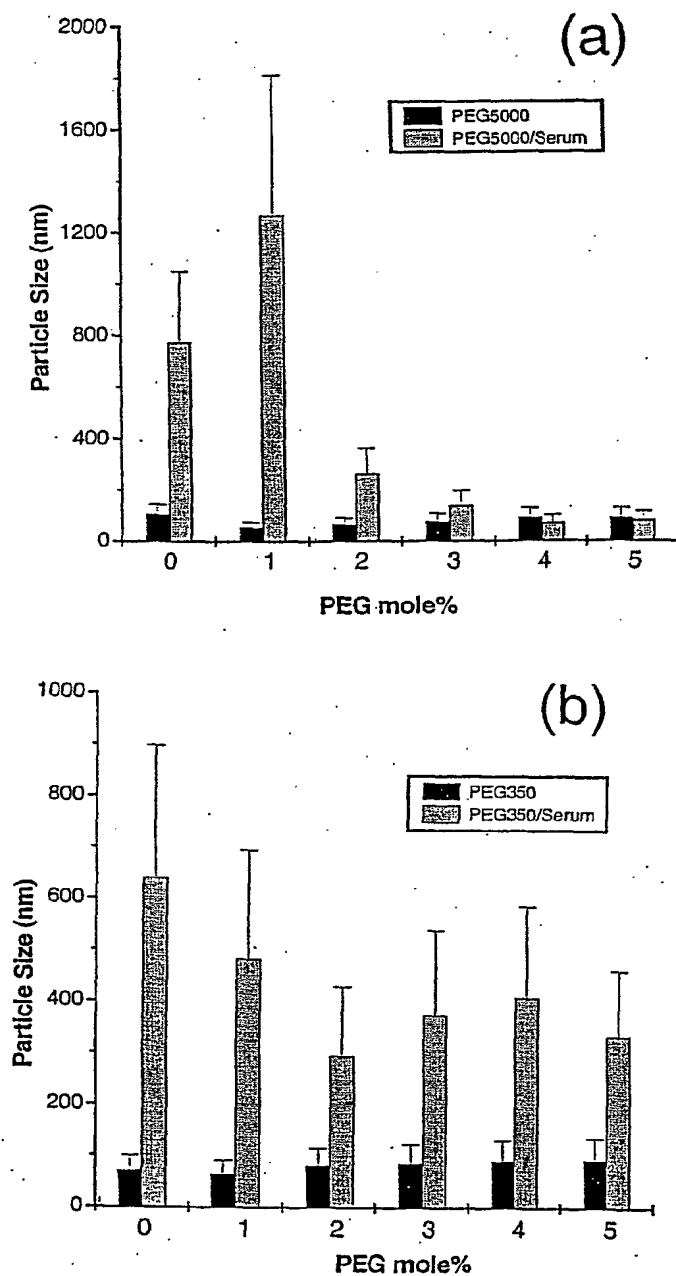 (a)
2000
1600
1200
800
400
0
Particle Size (nm)
PEG5000
PEG5000/Serum
0 1 2 3 4 5
PEG mole%
(b)
1000
800
600
400
200
0
Particle Size (nm)
PEG350
PEG350/Serum
0 1 2 3 4 5
PEG mole%